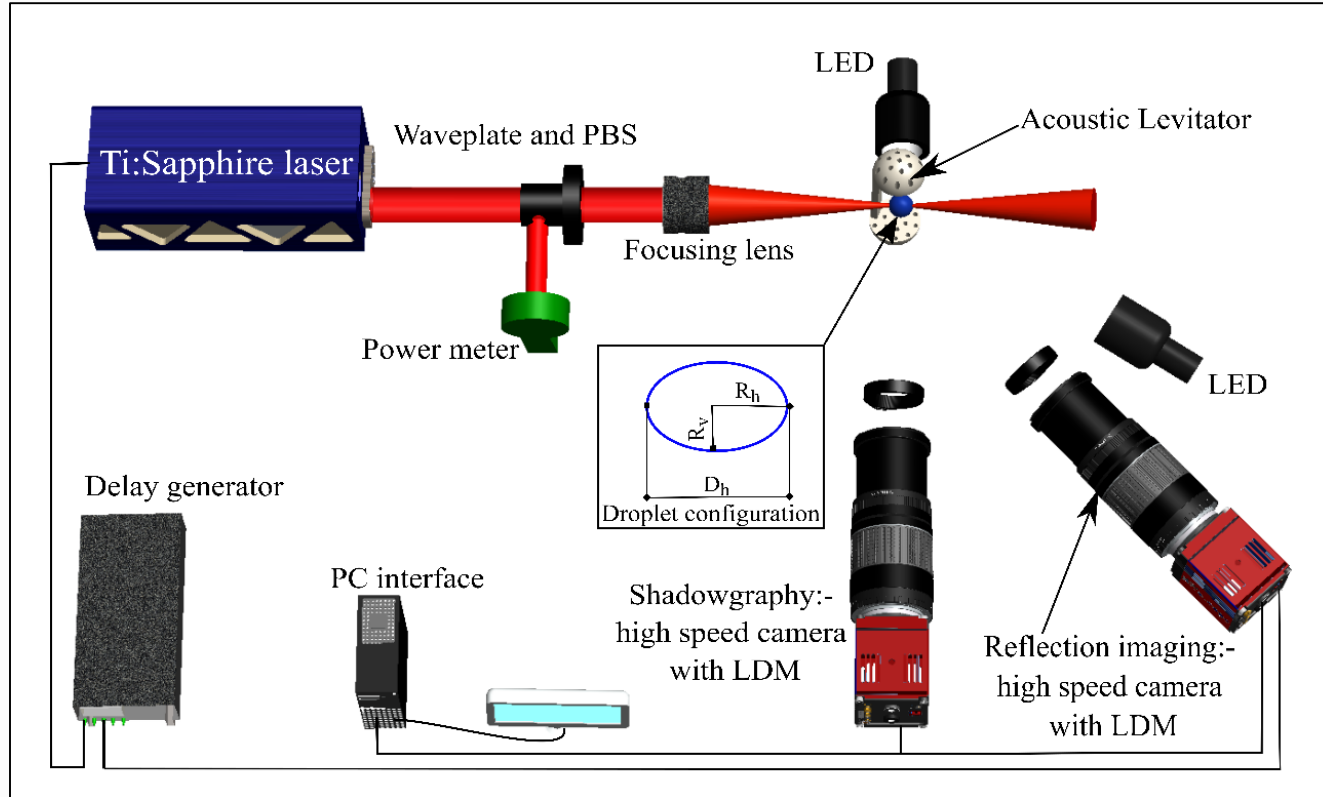 LED
Acoustic Levitator
Waveplate and PBS
Ti:Sapphire laser
Focusing lens
Power meter
LED
R_h
R_v
D_h
Droplet configuration
Delay generator
PC interface
Shadowgraphy:-
high speed camera
with LDM
Reflection imaging:-
high speed camera
with LDM